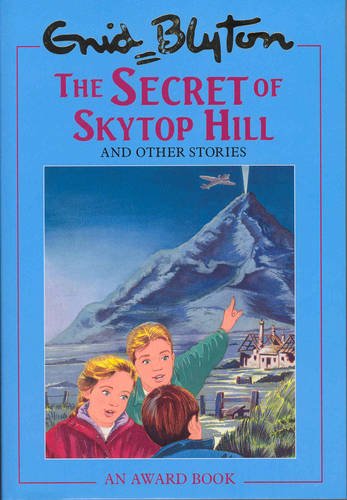 Enid Blyton
THE SECRET OF
SKYTOP HILL
AND OTHER STORIES
AN AWARD BOOK